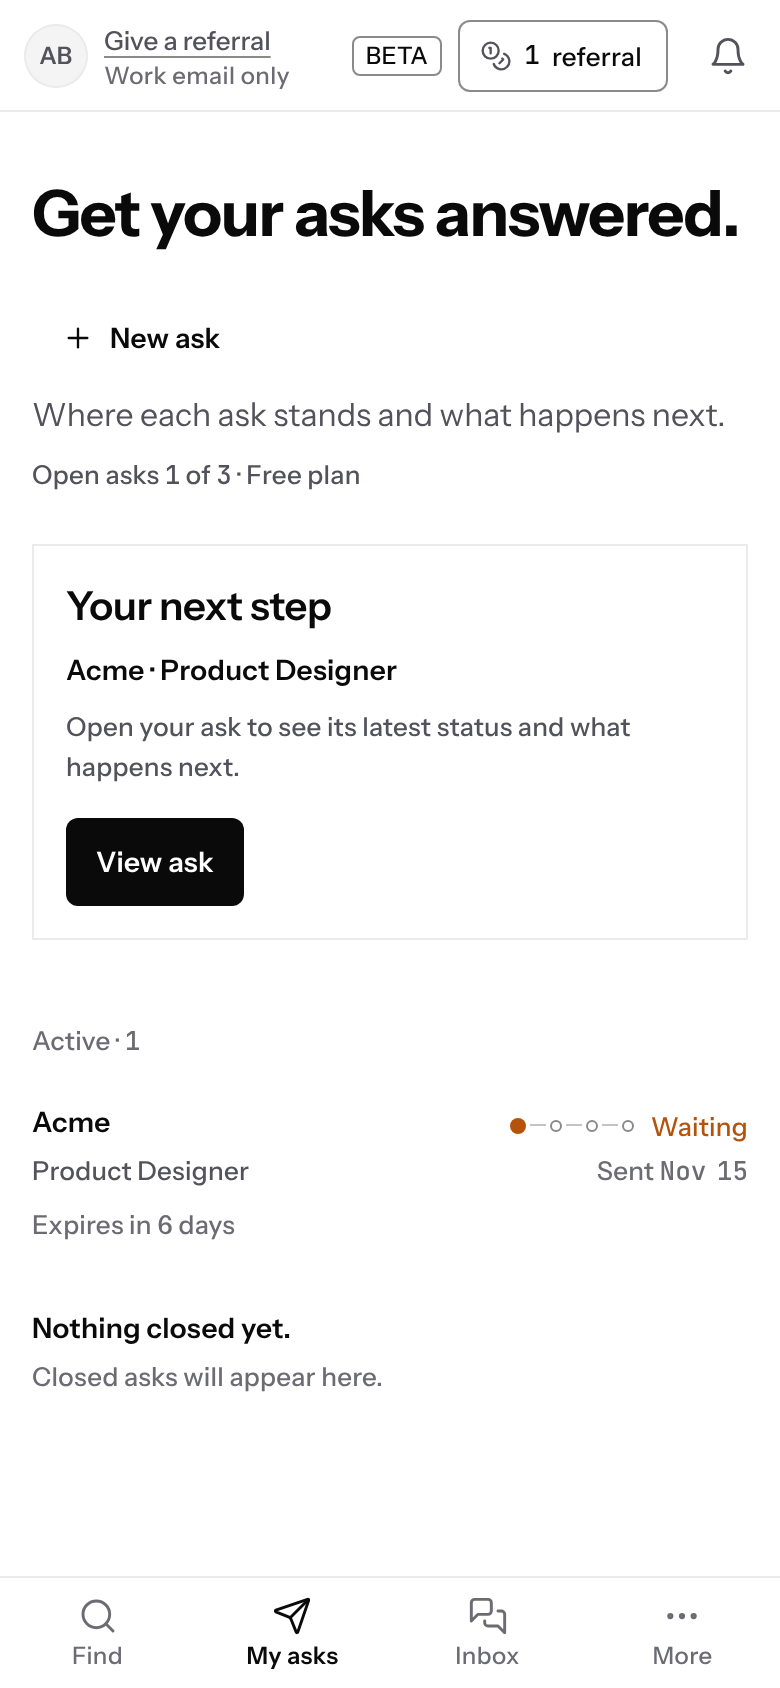 AB
Give a referral
Work email only
BETA
1 referral
Get your asks answered.
+ New ask
Where each ask stands and what happens next.
Open asks 1 of 3 · Free plan
Your next step
Acme · Product Designer
Open your ask to see its latest status and what
happens next.
View ask
Active · 1
Acme
Waiting
Product Designer
Sent Nov 15
Expires in 6 days
Nothing closed yet.
Closed asks will appear here.
Find
My asks
Inbox
More